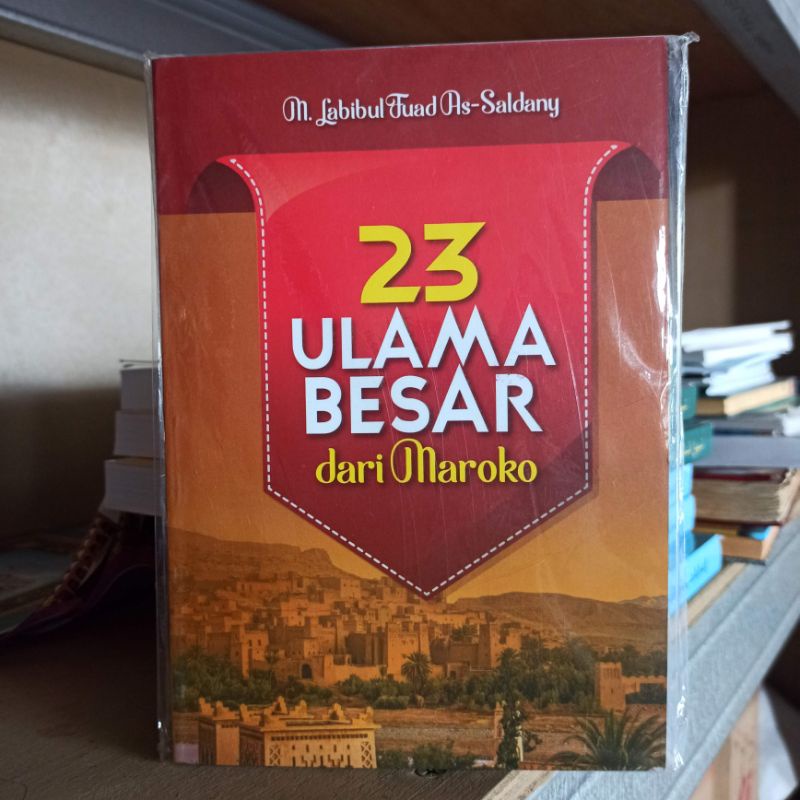 M. Labibul Fuad As-Saldany
23
ULAMA
BESAR
dari Maroko